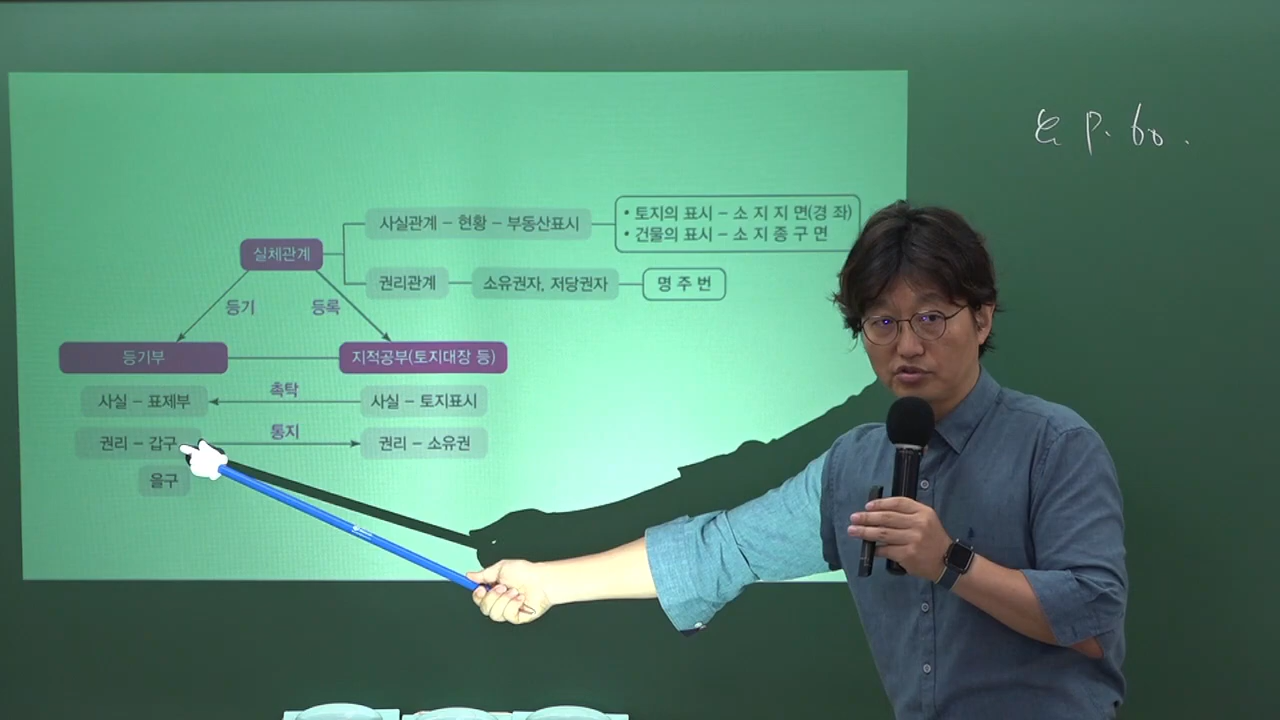 e p. 60.
사실관계 – 현황 – 부동산표시
• 토지의 표시 – 소 지 지 면(경 좌)
• 건물의 표시 – 소 지 종 구 면
실체관계
권리관계
소유권자, 저당권자
명 주 번
등기
등록
등기부
지적공부(토지대장 등)
사실 – 표제부
촉탁
사실 – 토지표시
권리 – 갑구
통지
권리 – 소유권
을구